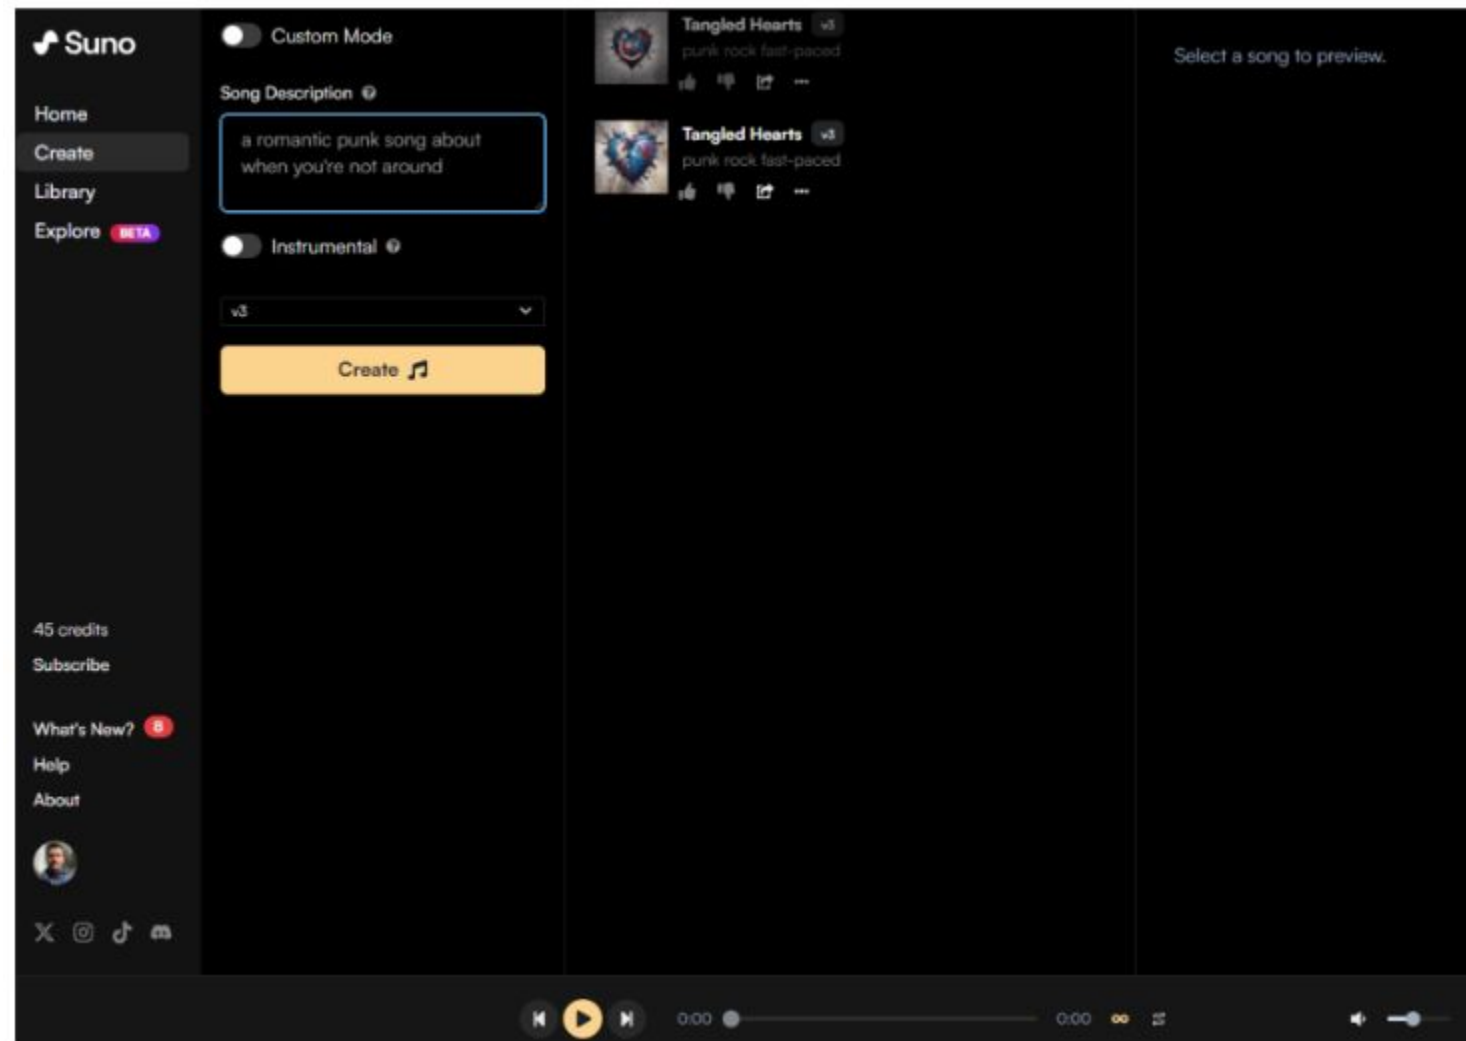 Suno
Home
Create
Library
Explore BETA
45 credits
Subscribe
What's New? 8
Help
About
Custom Mode
Song Description
a romantic punk song about
when you're not around
Instrumental
v3
Create
Tangled Hearts v3
punk rock fast-paced
Tangled Hearts v3
punk rock fast-paced
Select a song to preview.
0:00
0:00